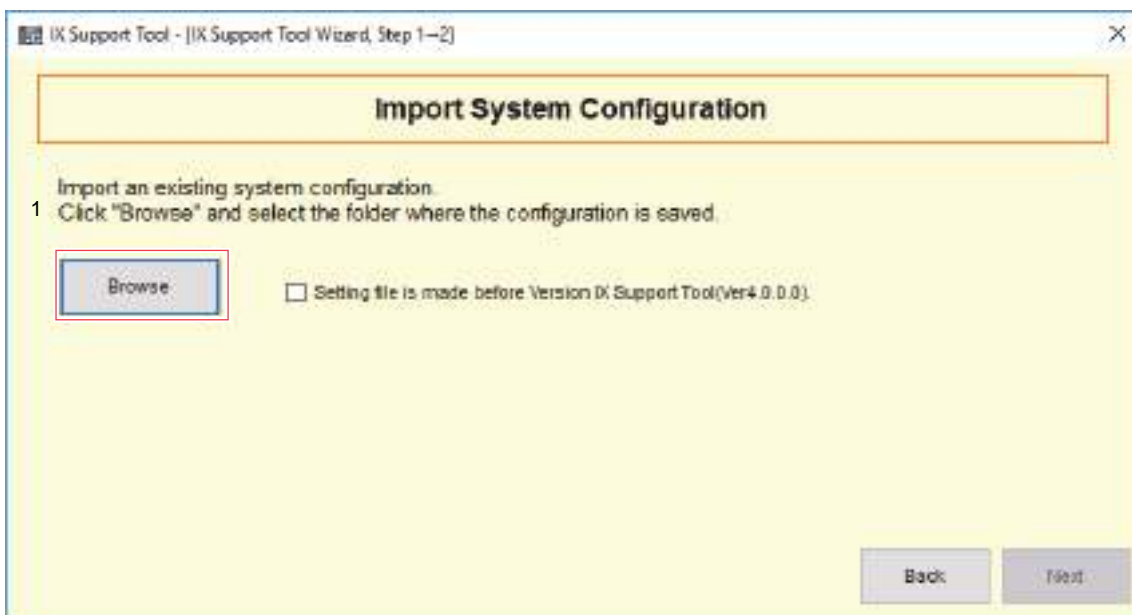 IX Support Tool - [IX Support Tool Wizard, Step 1−2]
Import System Configuration
Import an existing system configuration.
1 Click "Browse" and select the folder where the configuration is saved.
Browse
Setting file is made before Version IX Support Tool(Ver4.0.0.0).
Back
Next